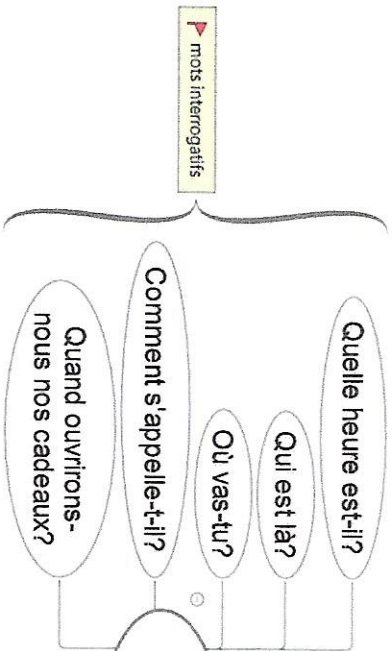 mots interrogatifs
Quelle heure est-il?
Qui est là?
Où vas-tu?
Comment s'appelle-t-il?
Quand ouvrirons-
nous nos cadeaux?